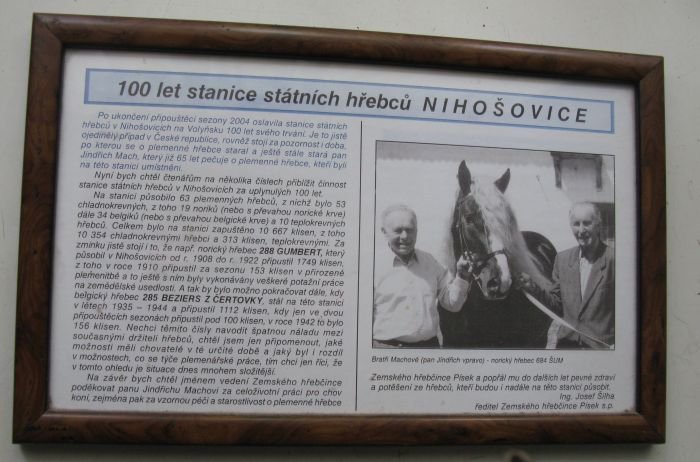 100 let stanice státních hřebců NIHOŠOVICE
Po ukončení připouštěcí sezony 2004 oslavila stanice státních
hřebců v Nihošovicích na Volyňsku 100 let svého trvání. Je to jistě
ojedinělý případ v České republice, rovněž stojí za pozornost i doba,
po kterou se o plemenné hřebce staral a ještě stále stará pan
Jindřich Mach, který již 65 let pečuje o plemenné hřebce, kteří byli
na této stanici umístněni.
Nyní bych chtěl čtenářům na několika číslech přiblížit činnost
stanice státních hřebců v Nihošovicích za uplynulých 100 let.
Na stanici působilo 63 plemenných hřebců, z nichž bylo 53
chladnokrevných, z toho 19 noriků (nebo s převahou norické krve)
dále 34 belgiků (nebo s převahou belgické krve) a 10 teplokrevných
hřebců. Celkem bylo na stanici zapuštěno 10 667 klisen, z toho
10 354 chladnokrevnými hřebci a 313 klisen, teplokrevnými. Za
zmínku jistě stojí i to, že např. norický hřebec 288 GUMBERT, který
působil v Nihošovicích od r. 1908 do r. 1922 připustil 1749 klisen,
z toho v roce 1910 připustil za sezonu 153 klisen v přirozené
plemenitbě a to ještě s ním byly vykonávány veškeré potažní práce
na zemědělské usedlosti. A tak by bylo možno pokračovat dále, kdy
belgický hřebec 285 BEZIERS Z ČERTOVKY, stál na této stanici
v létech 1935 – 1944 a připustil 1112 klisen, kdy jen ve dvou
připouštěcích sezonách připustil pod 100 klisen, v roce 1942 to bylo
156 klisen. Nechci těmito čísly navodit špatnou náladu mezi
současnými držiteli hřebců, chtěl jsem jen připomenout, jaké
možnosti měli chovatelé v té určité době a jaký byl i rozdíl
v možnostech, co se týče plemenářské práce, tím chci jen říci, že
v tomto ohledu je situace dnes mnohem složitější.
Na závěr bych chtěl jménem vedení Zemského hřebčince
poděkovat panu Jindřichu Machovi za celoživotní práci pro chov
koní, zejména pak za vzornou péči a starostlivost o plemenné hřebce
Bratři Machové (pan Jindřich vpravo) - norický hřebec 684 ŠUM
Zemského hřebčince Písek a popřál mu do dalších let pevné zdraví
a potěšení ze hřebců, kteří budou i nadále na této stanici působit.
Ing. Josef Šilha
ředitel Zemského hřebčince Písek s.p.